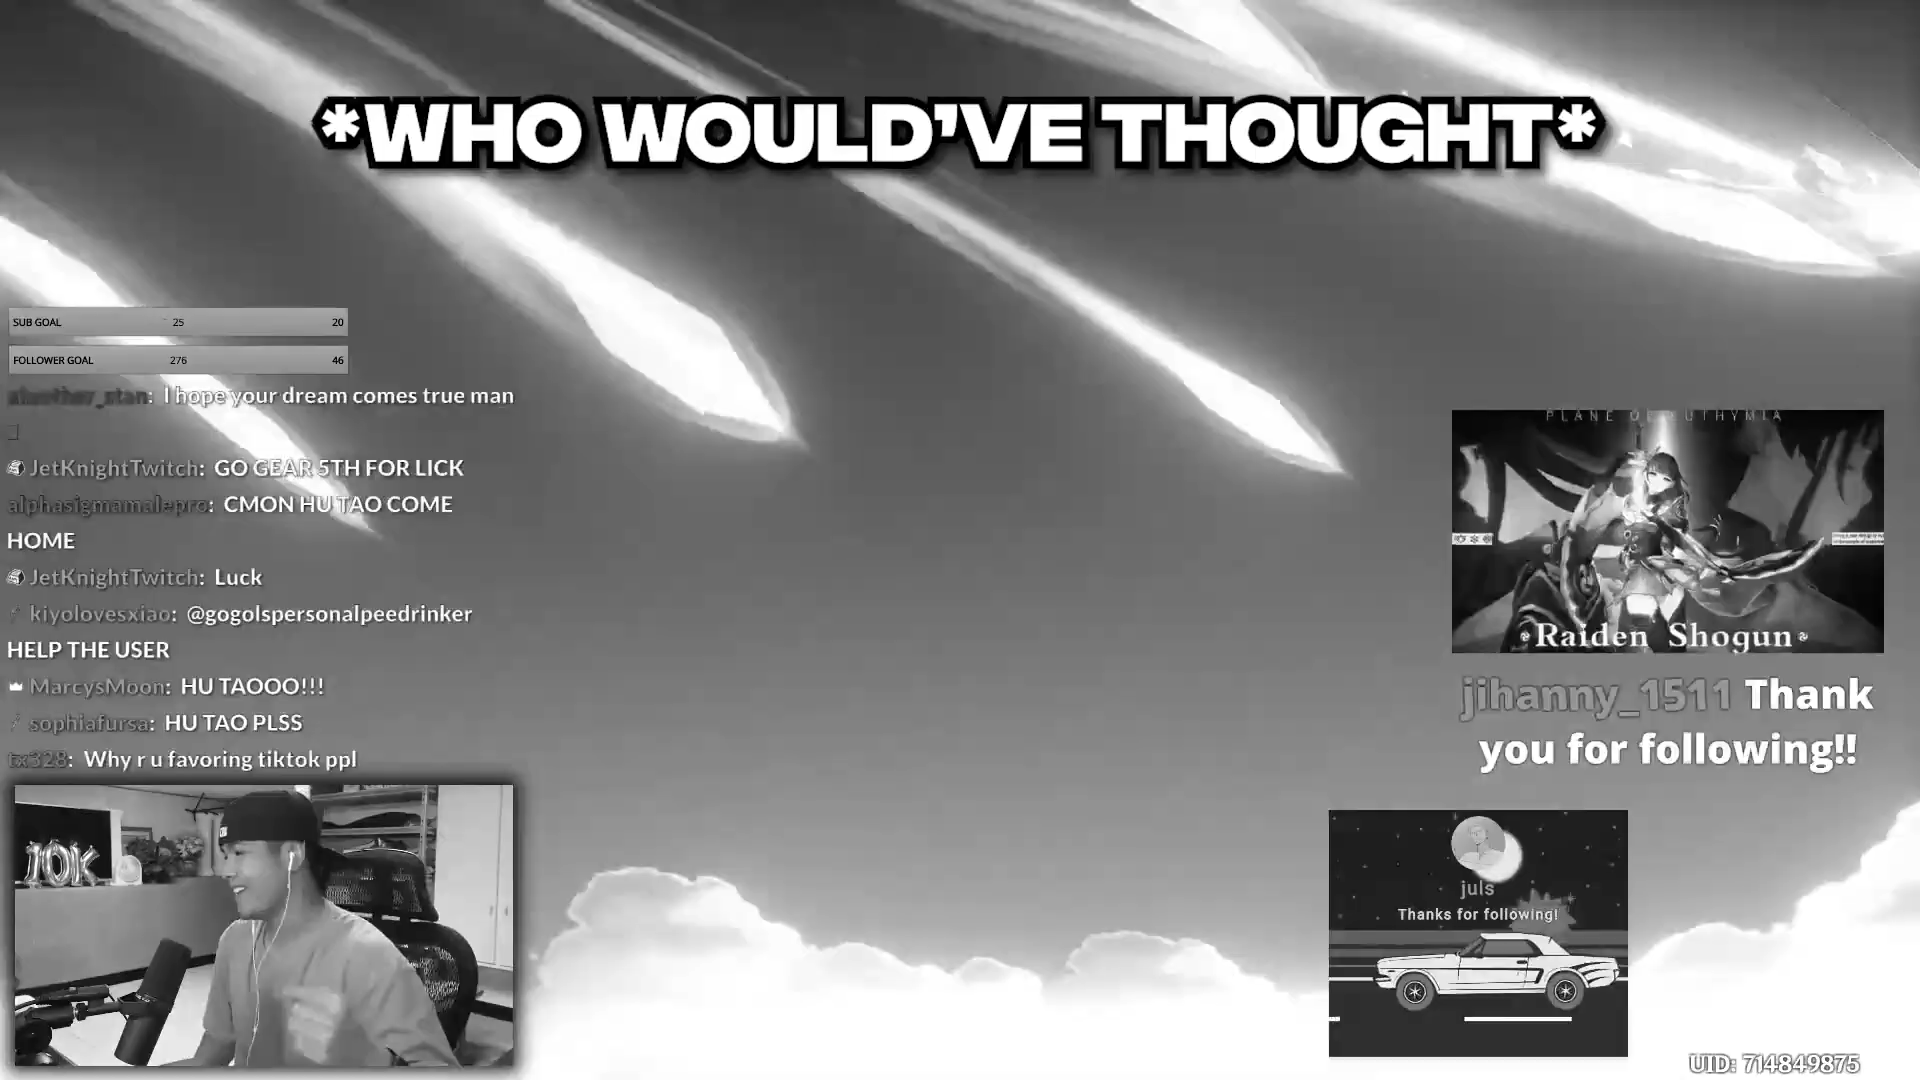 *WHO WOULD'VE THOUGHT*
SUB GOAL 25 20
FOLLOWER GOAL 276 46
: I hope your dream comes true man
JetKnightTwitch: GO GEAR 5TH FOR LICK
alphasigmamalepro: CMON HU TAO COME
HOME
JetKnightTwitch: Luck
kiyolovesxiao: @gogolspersonalpeedrinker
HELP THE USER
MarcysMoon: HU TAOOO!!!
sophiafursa: HU TAO PLSS
: Why r u favoring tiktok ppl
10K
PLANE OF EUTHYMIA
Raiden Shogun
jihanny_1511 Thank
you for following!!
juls
Thanks for following!
UID: 714849875